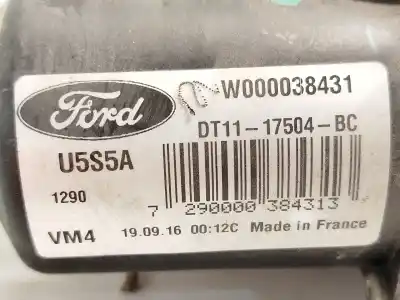 Ford W000038431
DT11-17504-BC
U5S5A
1290
7 290000 384313
VM4 19.09.16 00:12C Made in France